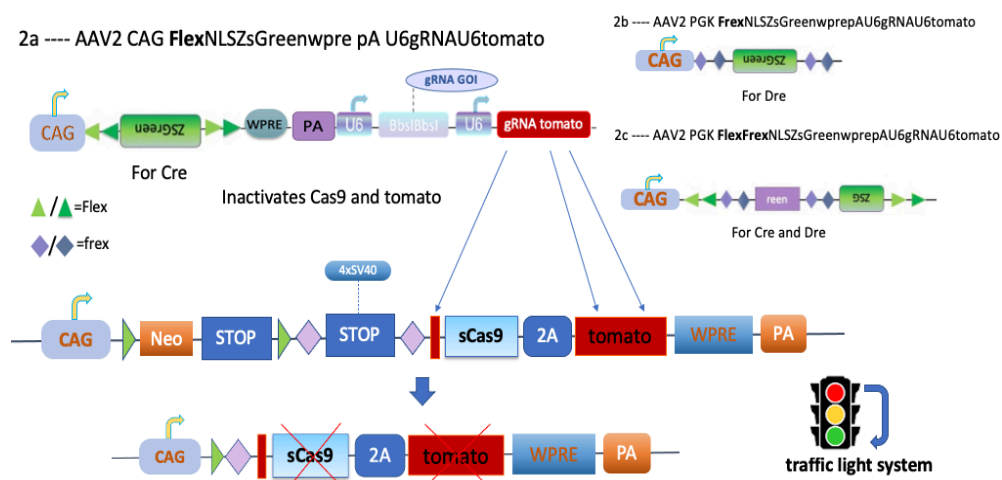 2a ---- AAV2 CAG FlexNLSZsGreenwpre pA U6gRNAU6tomato
gRNA GOI
CAG
ZSGreen
WPRE
PA
U6
BbsIBbsI
U6
gRNA tomato
For Cre
Inactivates Cas9 and tomato
/ =Flex
/ =frex
2b ---- AAV2 PGK FrexNLSZsGreenwprepAU6gRNAU6tomato
CAG
ZSGreen
For Dre
2c ---- AAV2 PGK FlexFrexNLSZsGreenwprepAU6gRNAU6tomato
CAG
reen
ZSG
For Cre and Dre
4xSV40
CAG
Neo
STOP
STOP
sCas9
2A
tomato
WPRE
PA
CAG
sCas9
2A
tomato
WPRE
PA
traffic light system